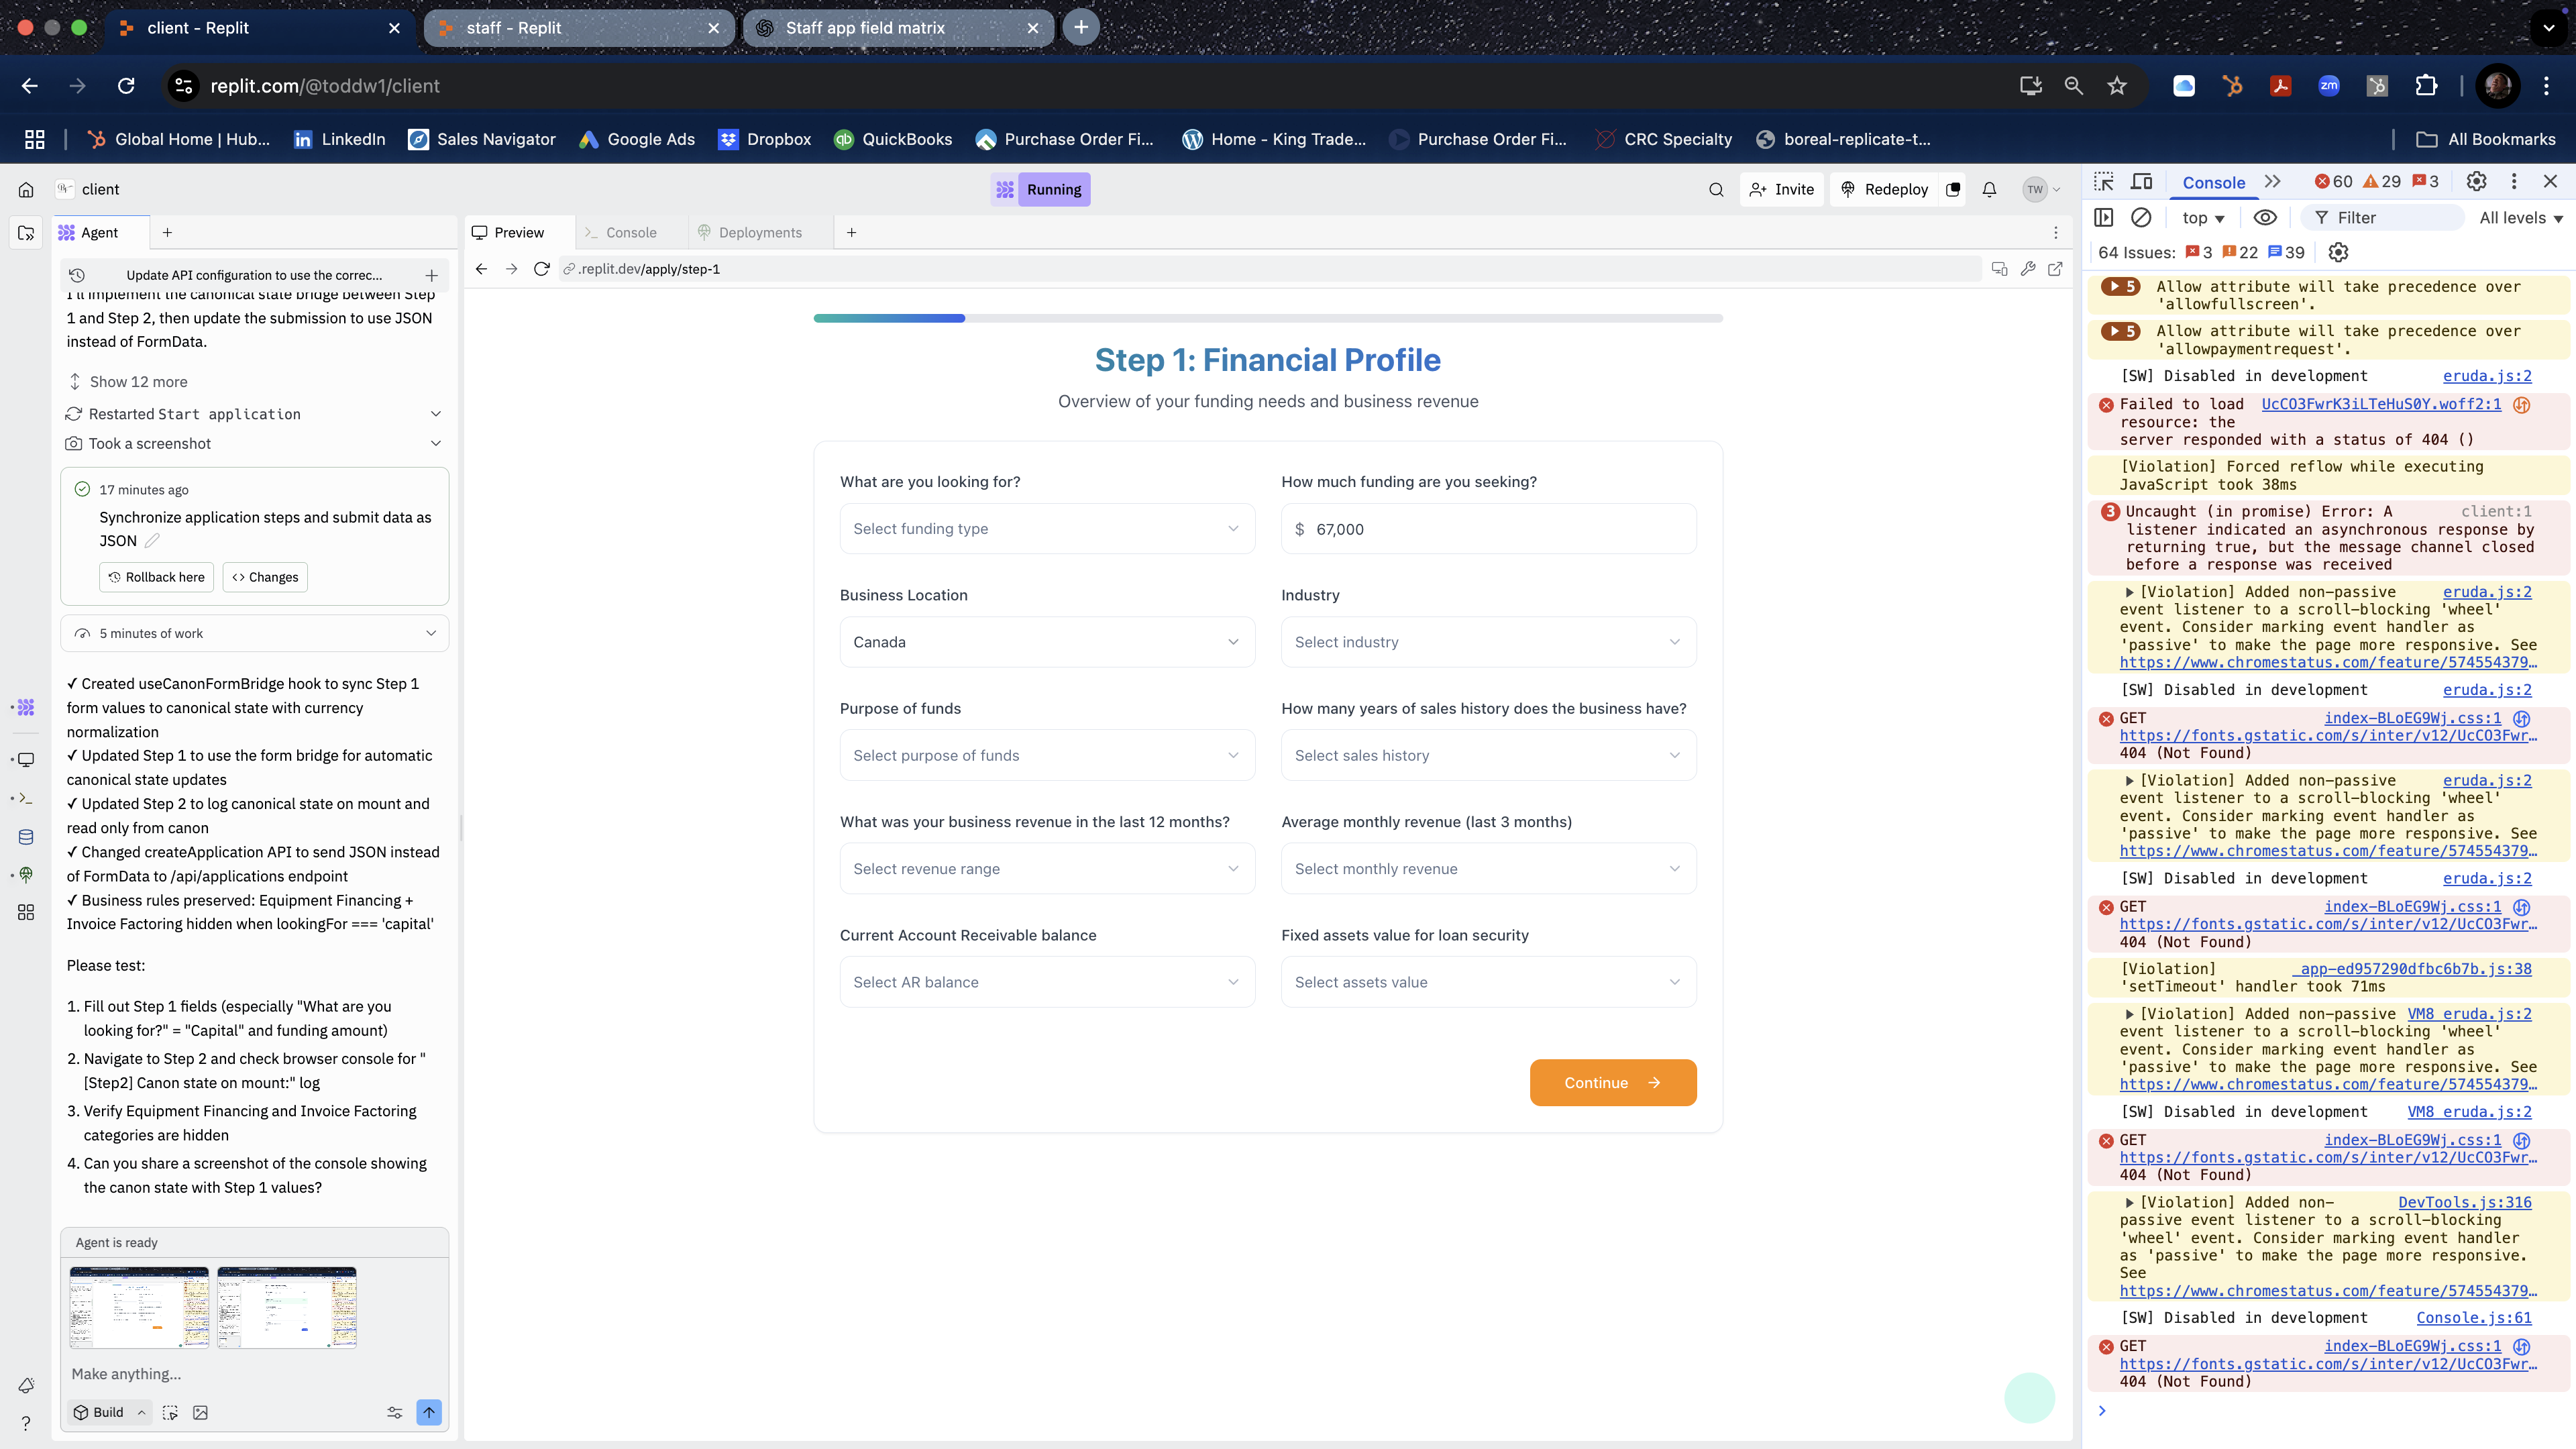 client - Replit
staff - Replit
Staff app field matrix
replit.com/@toddw1/client
Global Home | Hub...
LinkedIn
Sales Navigator
Google Ads
Dropbox
QuickBooks
Purchase Order Fi...
Home - King Trade...
Purchase Order Fi...
CRC Specialty
boreal-replicate-t...
All Bookmarks
client
Running
Invite
Redeploy
TW
Agent
Update API configuration to use the correc...
I'll implement the canonical state bridge between Step
1 and Step 2, then update the submission to use JSON
instead of FormData.
Show 12 more
Restarted Start application
Took a screenshot
17 minutes ago
Synchronize application steps and submit data as
JSON
Rollback here
Changes
5 minutes of work
✓ Created useCanonFormBridge hook to sync Step 1
form values to canonical state with currency
normalization
✓ Updated Step 1 to use the form bridge for automatic
canonical state updates
✓ Updated Step 2 to log canonical state on mount and
read only from canon
✓ Changed createApplication API to send JSON instead
of FormData to /api/applications endpoint
✓ Business rules preserved: Equipment Financing +
Invoice Factoring hidden when lookingFor === 'capital'
Please test:
1. Fill out Step 1 fields (especially "What are you
looking for?" = "Capital" and funding amount)
2. Navigate to Step 2 and check browser console for "
[Step2] Canon state on mount:" log
3. Verify Equipment Financing and Invoice Factoring
categories are hidden
4. Can you share a screenshot of the console showing
the canon state with Step 1 values?
Agent is ready
Make anything...
Build
Preview
Console
Deployments
.replit.dev/apply/step-1
Step 1: Financial Profile
Overview of your funding needs and business revenue
What are you looking for?
Select funding type
How much funding are you seeking?
$ 67,000
Business Location
Canada
Industry
Select industry
Purpose of funds
Select purpose of funds
How many years of sales history does the business have?
Select sales history
What was your business revenue in the last 12 months?
Select revenue range
Average monthly revenue (last 3 months)
Select monthly revenue
Current Account Receivable balance
Select AR balance
Fixed assets value for loan security
Select assets value
Continue
Console
60
29
3
top
Filter
All levels
64 Issues: 3 22 39
5 Allow attribute will take precedence over
'allowfullscreen'.
5 Allow attribute will take precedence over
'allowpaymentrequest'.
[SW] Disabled in development eruda.js:2
Failed to load UcCO3FwrK3iLTeHuS0Y.woff2:1
resource: the
server responded with a status of 404 ()
[Violation] Forced reflow while executing
JavaScript took 38ms
3 Uncaught (in promise) Error: A client:1
listener indicated an asynchronous response by
returning true, but the message channel closed
before a response was received
[Violation] Added non-passive eruda.js:2
event listener to a scroll-blocking 'wheel'
event. Consider marking event handler as
'passive' to make the page more responsive. See
https://www.chromestatus.com/feature/574554379…
[SW] Disabled in development eruda.js:2
GET index-BLoEG9Wj.css:1
https://fonts.gstatic.com/s/inter/v12/UcCO3Fwr…
404 (Not Found)
[Violation] Added non-passive eruda.js:2
event listener to a scroll-blocking 'wheel'
event. Consider marking event handler as
'passive' to make the page more responsive. See
https://www.chromestatus.com/feature/574554379…
[SW] Disabled in development eruda.js:2
GET index-BLoEG9Wj.css:1
https://fonts.gstatic.com/s/inter/v12/UcCO3Fwr…
404 (Not Found)
[Violation] _app-ed957290dfbc6b7b.js:38
'setTimeout' handler took 71ms
[Violation] Added non-passive VM8 eruda.js:2
event listener to a scroll-blocking 'wheel'
event. Consider marking event handler as
'passive' to make the page more responsive. See
https://www.chromestatus.com/feature/574554379…
[SW] Disabled in development VM8 eruda.js:2
GET index-BLoEG9Wj.css:1
https://fonts.gstatic.com/s/inter/v12/UcCO3Fwr…
404 (Not Found)
[Violation] Added non- DevTools.js:316
passive event listener to a scroll-blocking
'wheel' event. Consider marking event handler
as 'passive' to make the page more responsive.
See
https://www.chromestatus.com/feature/574554379…
[SW] Disabled in development Console.js:61
GET index-BLoEG9Wj.css:1
https://fonts.gstatic.com/s/inter/v12/UcCO3Fwr…
404 (Not Found)